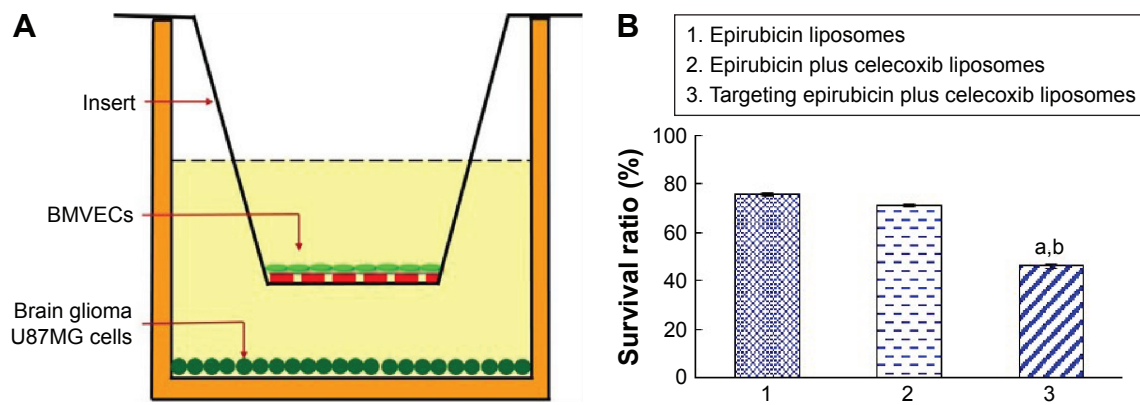 A
Insert
BMVECs
Brain glioma
U87MG cells
B
1. Epirubicin liposomes
2. Epirubicin plus celecoxib liposomes
3. Targeting epirubicin plus celecoxib liposomes
Survival ratio (%)
100
80
60
40
20
0
a,b
1 2 3